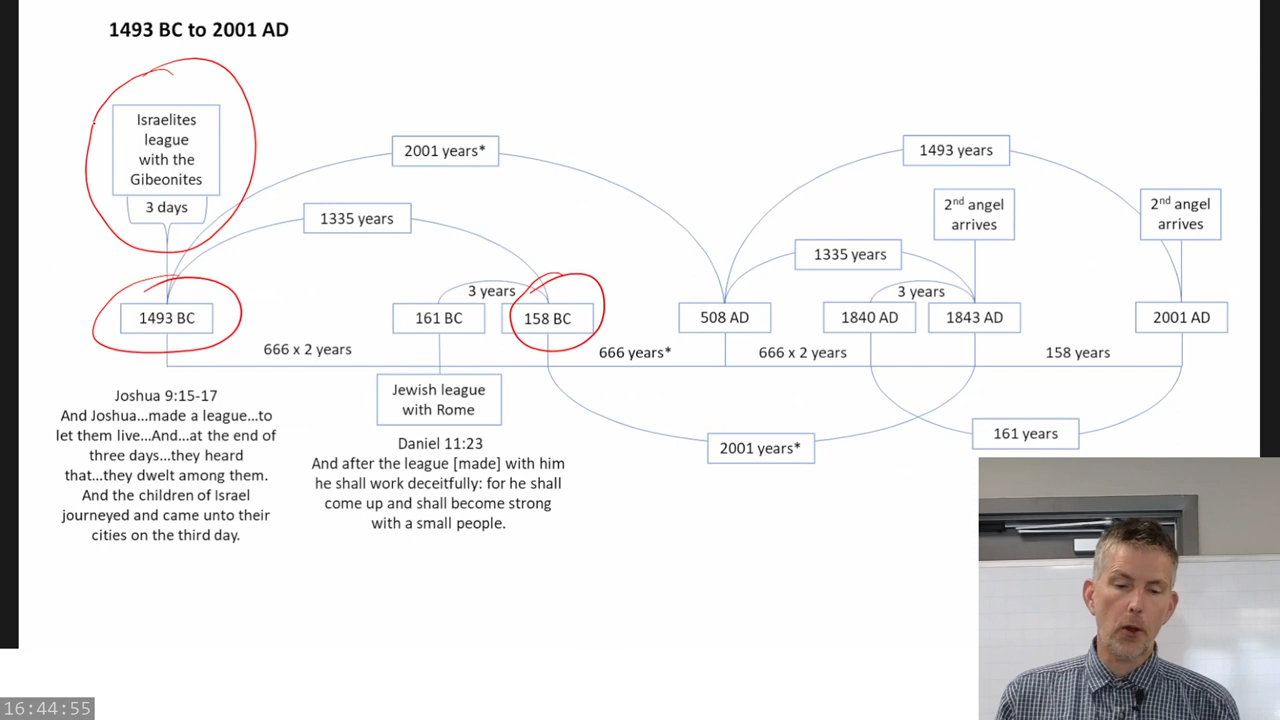 1493 BC to 2001 AD
Israelites
league
with the
Gibeonites
3 days
2001 years*
1493 years
1335 years
2nd angel
arrives
2nd angel
arrives
1335 years
3 years
3 years
1493 BC
161 BC
158 BC
508 AD
1840 AD
1843 AD
2001 AD
666 x 2 years
666 years*
666 x 2 years
158 years
Jewish league
with Rome
2001 years*
161 years
Joshua 9:15-17
And Joshua...made a league...to
let them live...And...at the end of
three days...they heard
that...they dwelt among them.
And the children of Israel
journeyed and came unto their
cities on the third day.
Daniel 11:23
And after the league [made] with him
he shall work deceitfully: for he shall
come up and shall become strong
with a small people.
16:44:55